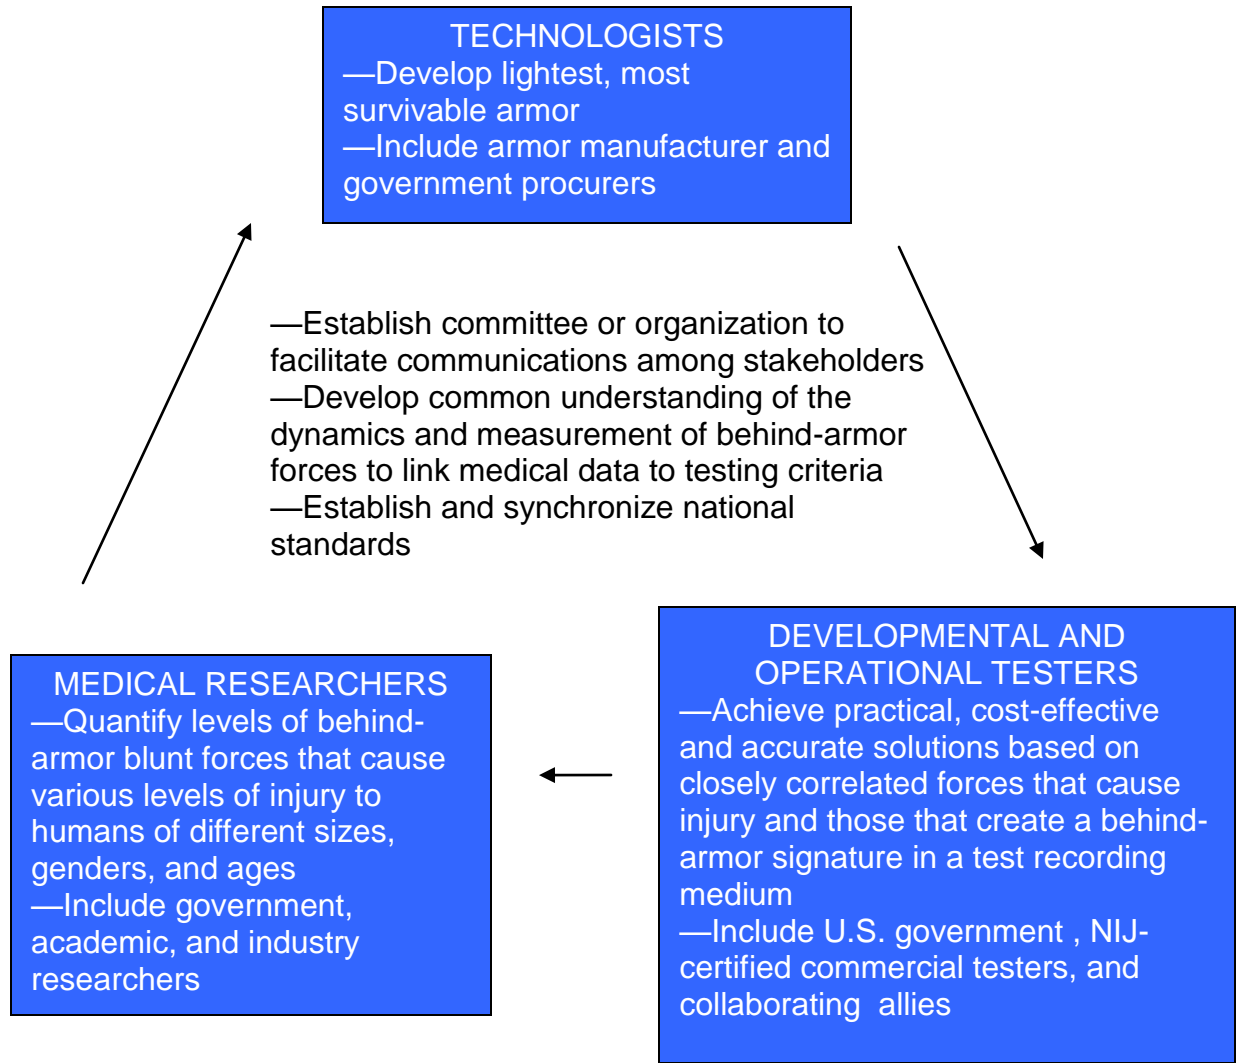 TECHNOLOGISTS
—Develop lightest, most
survivable armor
—Include armor manufacturer and
government procurers
—Establish committee or organization to
facilitate communications among stakeholders
—Develop common understanding of the
dynamics and measurement of behind-armor
forces to link medical data to testing criteria
—Establish and synchronize national
standards
MEDICAL RESEARCHERS
—Quantify levels of behind-
armor blunt forces that cause
various levels of injury to
humans of different sizes,
genders, and ages
—Include government,
academic, and industry
researchers
DEVELOPMENTAL AND
OPERATIONAL TESTERS
—Achieve practical, cost-effective
and accurate solutions based on
closely correlated forces that cause
injury and those that create a behind-
armor signature in a test recording
medium
—Include U.S. government , NIJ-
certified commercial testers, and
collaborating  allies